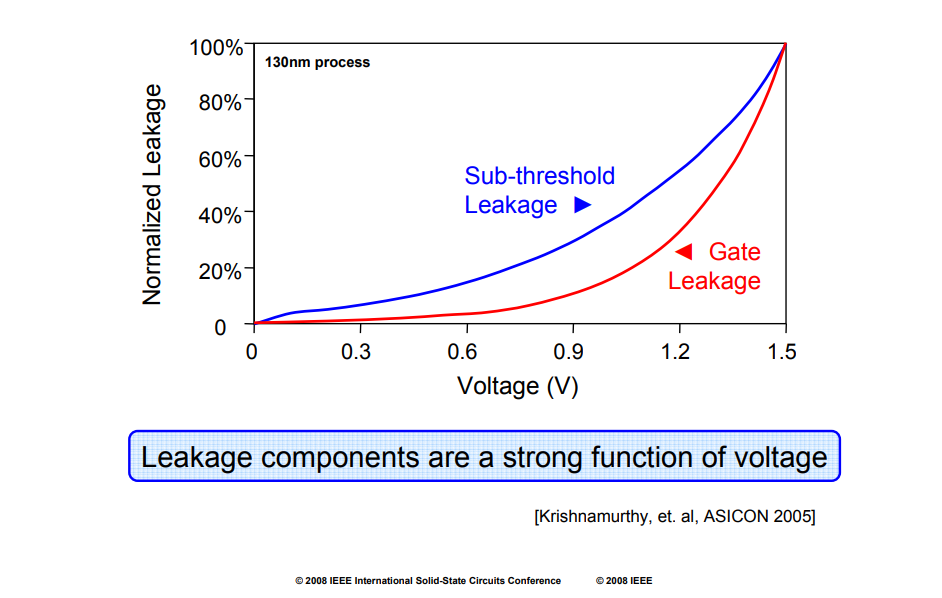 100%
130nm process
80%
60%
40%
20%
0
Normalized Leakage
Sub-threshold
Leakage ►
◄ Gate
Leakage
0 0.3 0.6 0.9 1.2 1.5
Voltage (V)
Leakage components are a strong function of voltage
[Krishnamurthy, et. al, ASICON 2005]
© 2008 IEEE International Solid-State Circuits Conference © 2008 IEEE